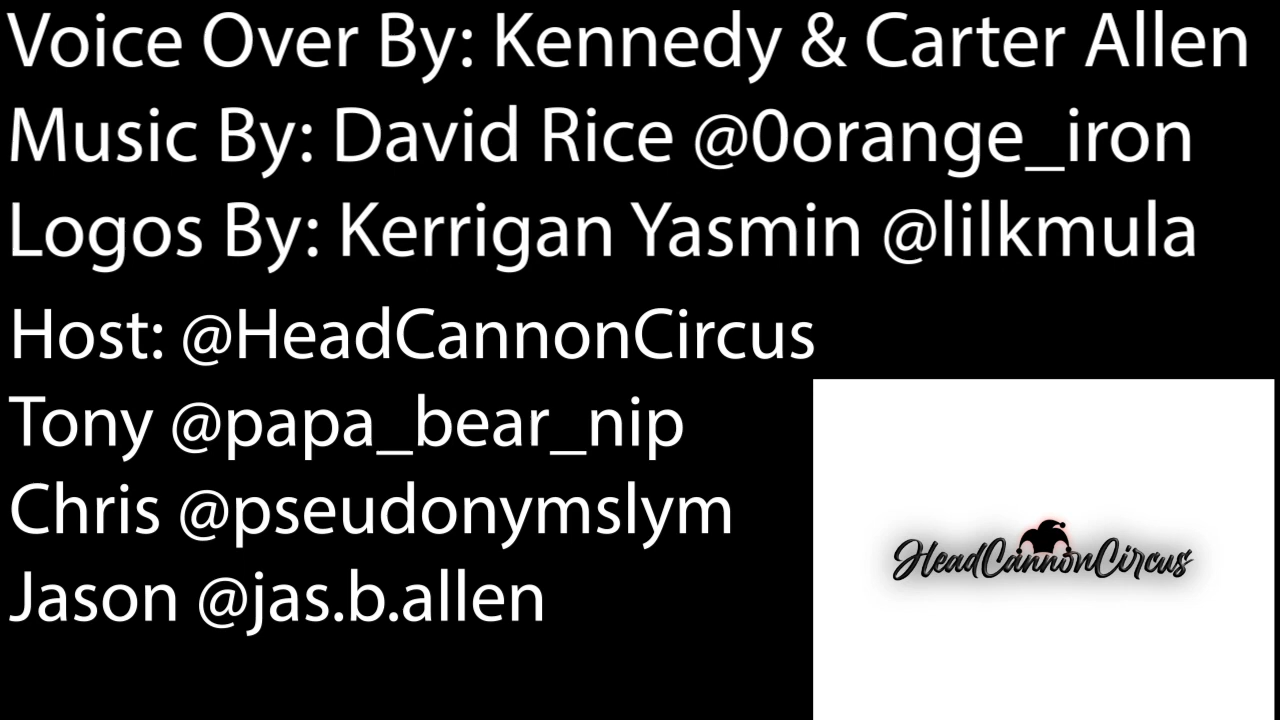 Voice Over By: Kennedy & Carter Allen
Music By: David Rice @0orange_iron
Logos By: Kerrigan Yasmin @lilkmula
Host: @HeadCannonCircus
Tony @papa_bear_nip
Chris @pseudonymslym
Jason @jas.b.allen
HeadCannonCircus